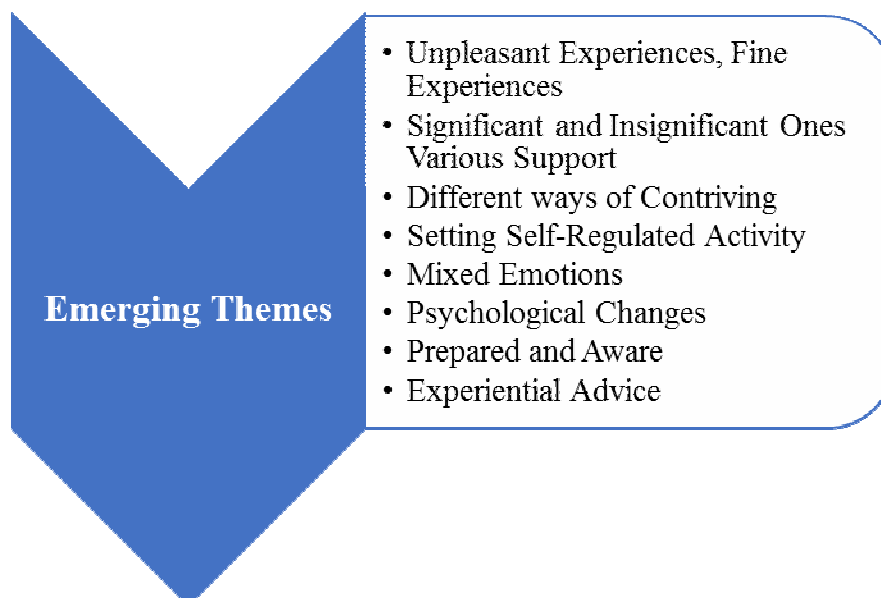 Emerging Themes
• Unpleasant Experiences, Fine
Experiences
• Significant and Insignificant Ones
Various Support
• Different ways of Contriving
• Setting Self-Regulated Activity
• Mixed Emotions
• Psychological Changes
• Prepared and Aware
• Experiential Advice